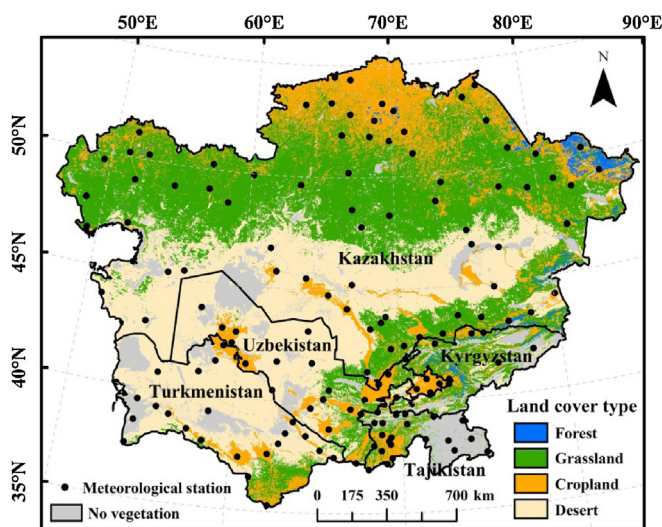 50°E 60°E 70°E 80°E 90°E
N
50°N
45°N
40°N
35°N
Kazakhstan
Uzbekistan
Kyrgyzstan
Turkmenistan
Tajikistan
Land cover type
Forest
Grassland
Cropland
Desert
Meteorological station
No vegetation
0 175 350 700 km